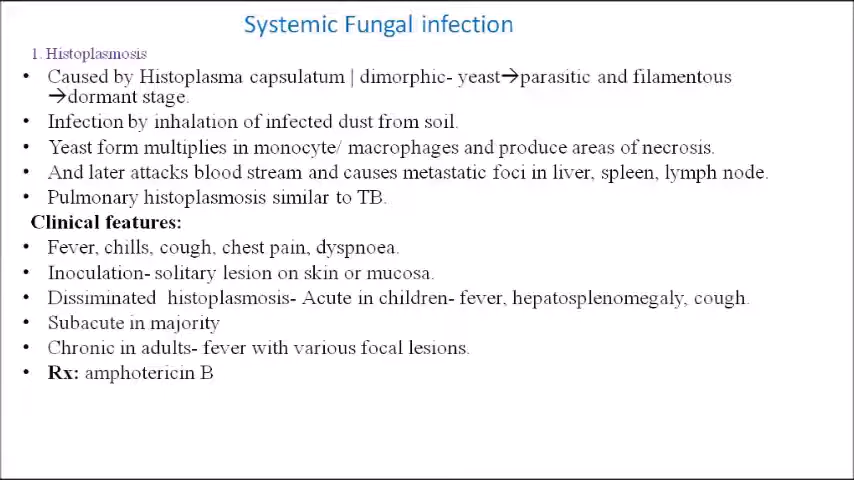 Systemic Fungal infection
1. Histoplasmosis
• Caused by Histoplasma capsulatum | dimorphic- yeast→parasitic and filamentous
→dormant stage.
• Infection by inhalation of infected dust from soil.
• Yeast form multiplies in monocyte/ macrophages and produce areas of necrosis.
• And later attacks blood stream and causes metastatic foci in liver, spleen, lymph node.
• Pulmonary histoplasmosis similar to TB.
Clinical features:
• Fever, chills, cough, chest pain, dyspnoea.
• Inoculation- solitary lesion on skin or mucosa.
• Dissiminated histoplasmosis- Acute in children- fever, hepatosplenomegaly, cough.
• Subacute in majority
• Chronic in adults- fever with various focal lesions.
• Rx: amphotericin B